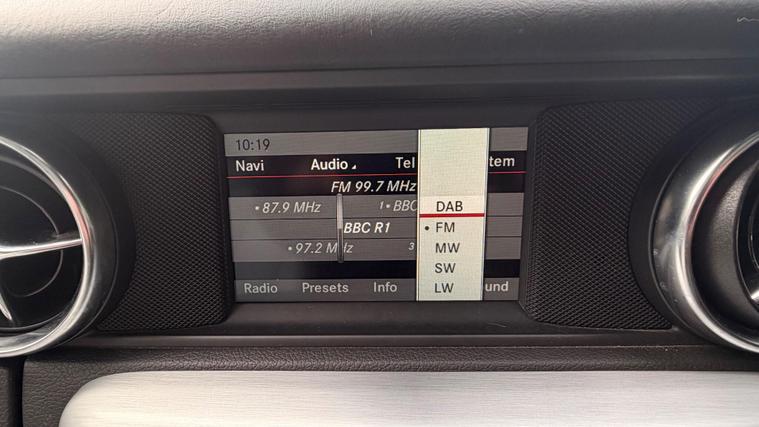 10:19
Navi Audio Tel tem
FM 99.7 MHz
• 87.9 MHz 1• BBC
BBC R1
• 97.2 MHz 3
DAB
• FM
MW
SW
LW
Radio Presets Info und